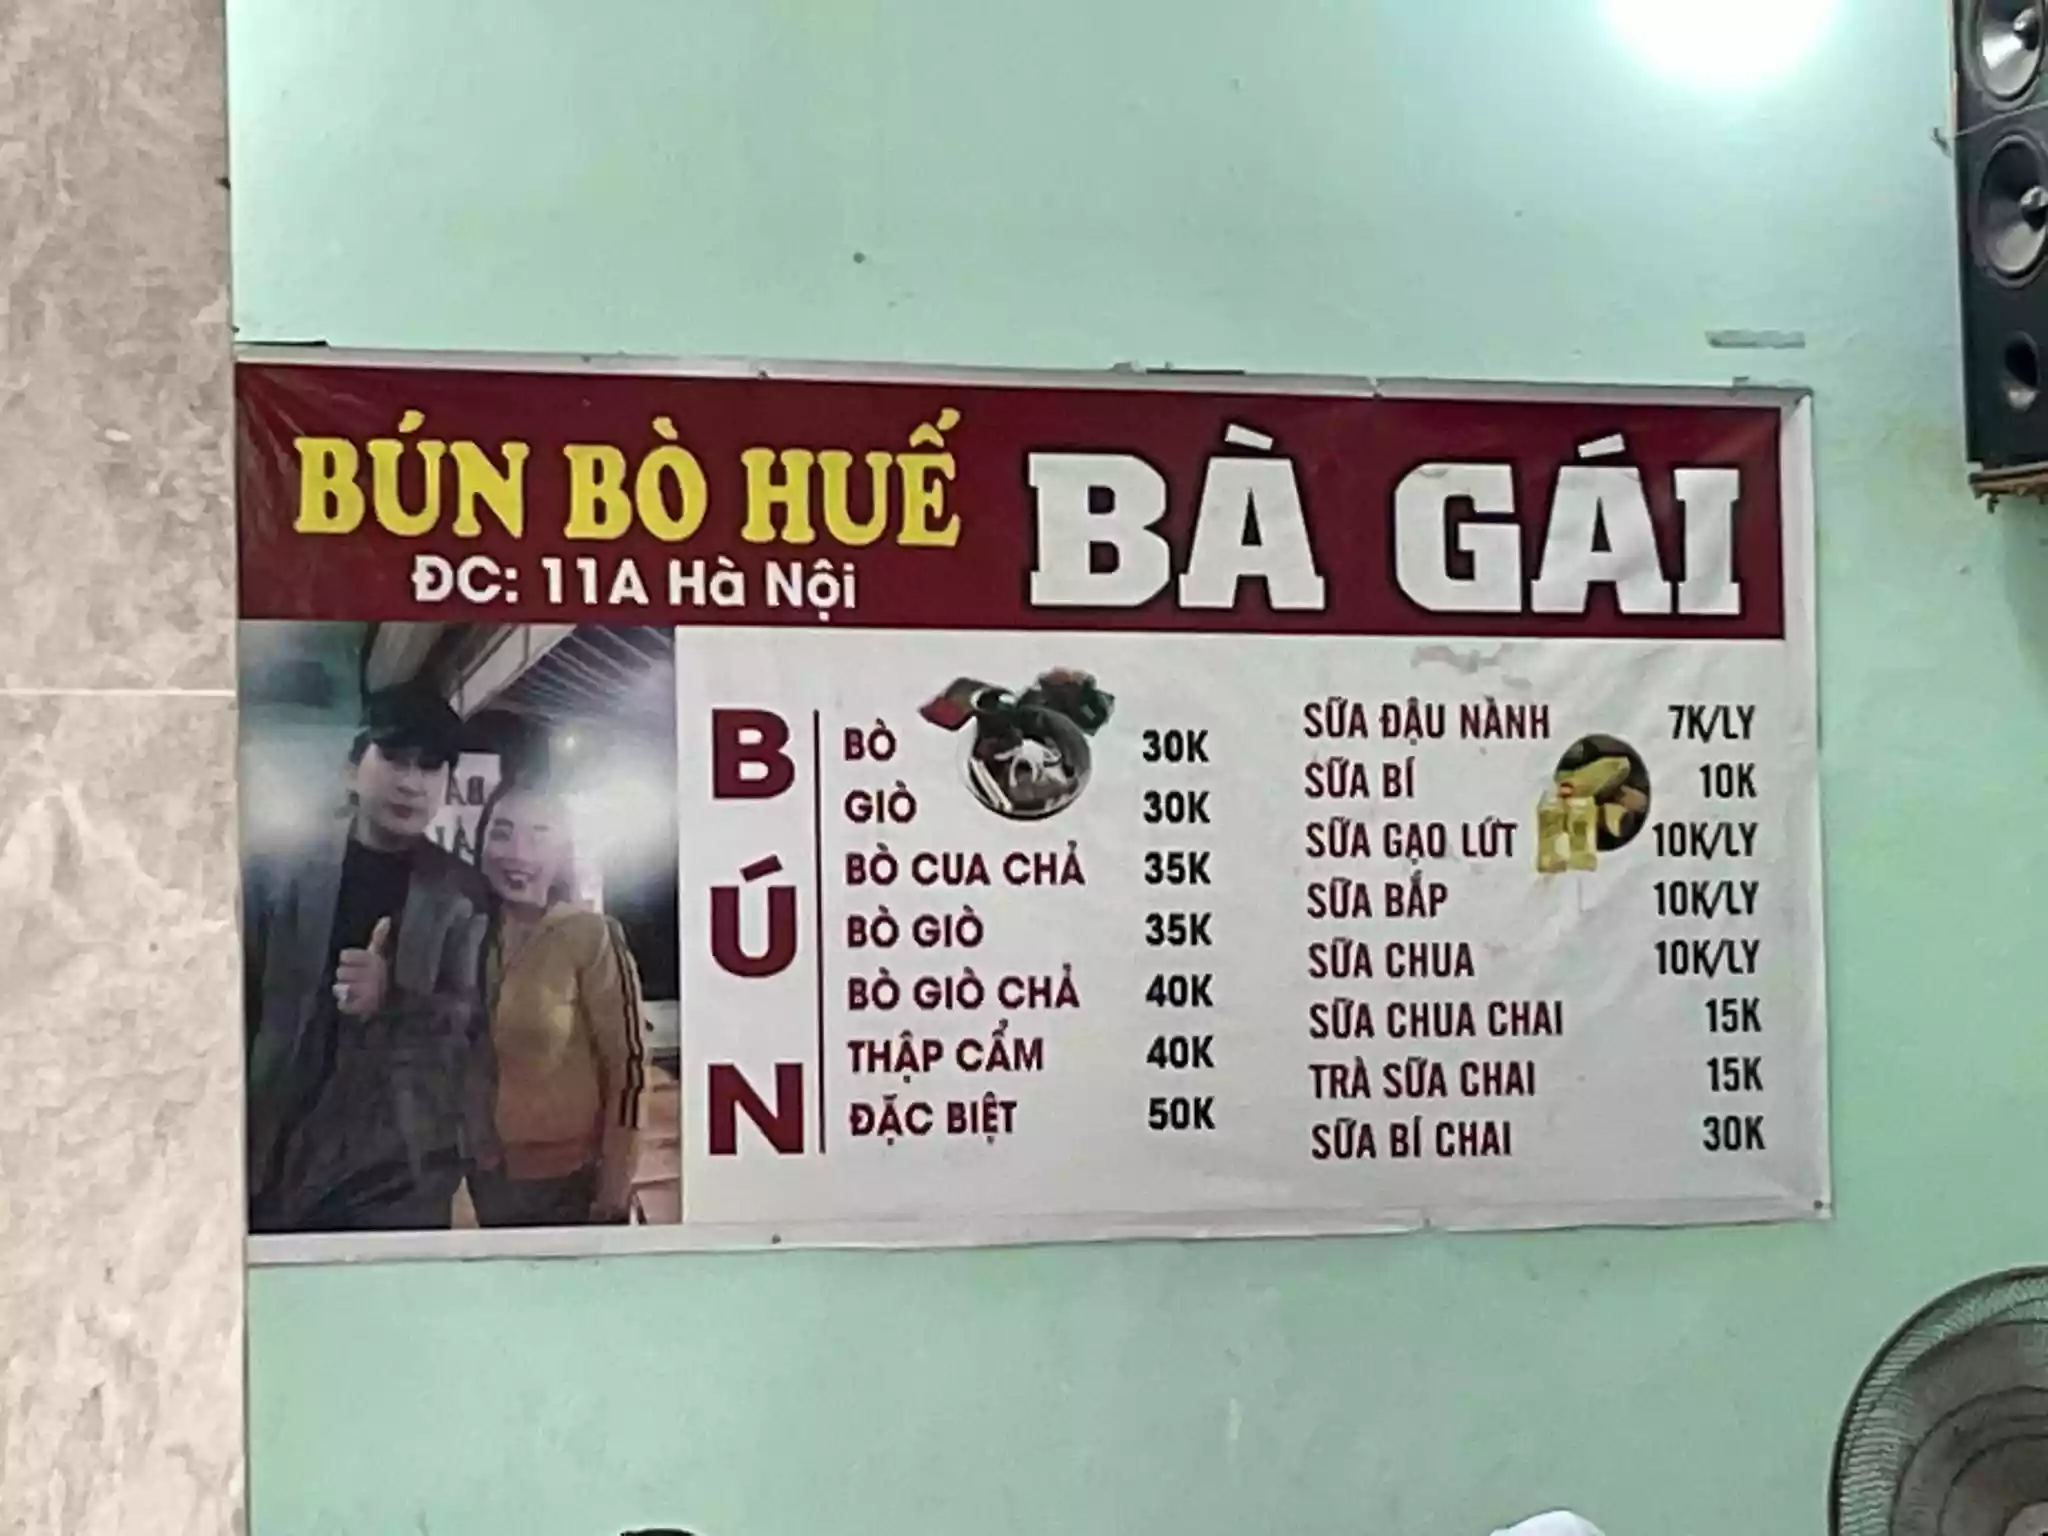 BÚN BÒ HUẾ
ĐC: 11A Hà Nội
BÀ GÁI
BÚN
BÒ 30K
GIÒ 30K
BÒ CUA CHẢ 35K
BÒ GIÒ 35K
BÒ GIÒ CHẢ 40K
THẬP CẨM 40K
ĐẶC BIỆT 50K
SỮA ĐẬU NÀNH 7K/LY
SỮA BÍ 10K
SỮA GẠO LỨT 10K/LY
SỮA BẮP 10K/LY
SỮA CHUA 10K/LY
SỮA CHUA CHAI 15K
TRÀ SỮA CHAI 15K
SỮA BÍ CHAI 30K